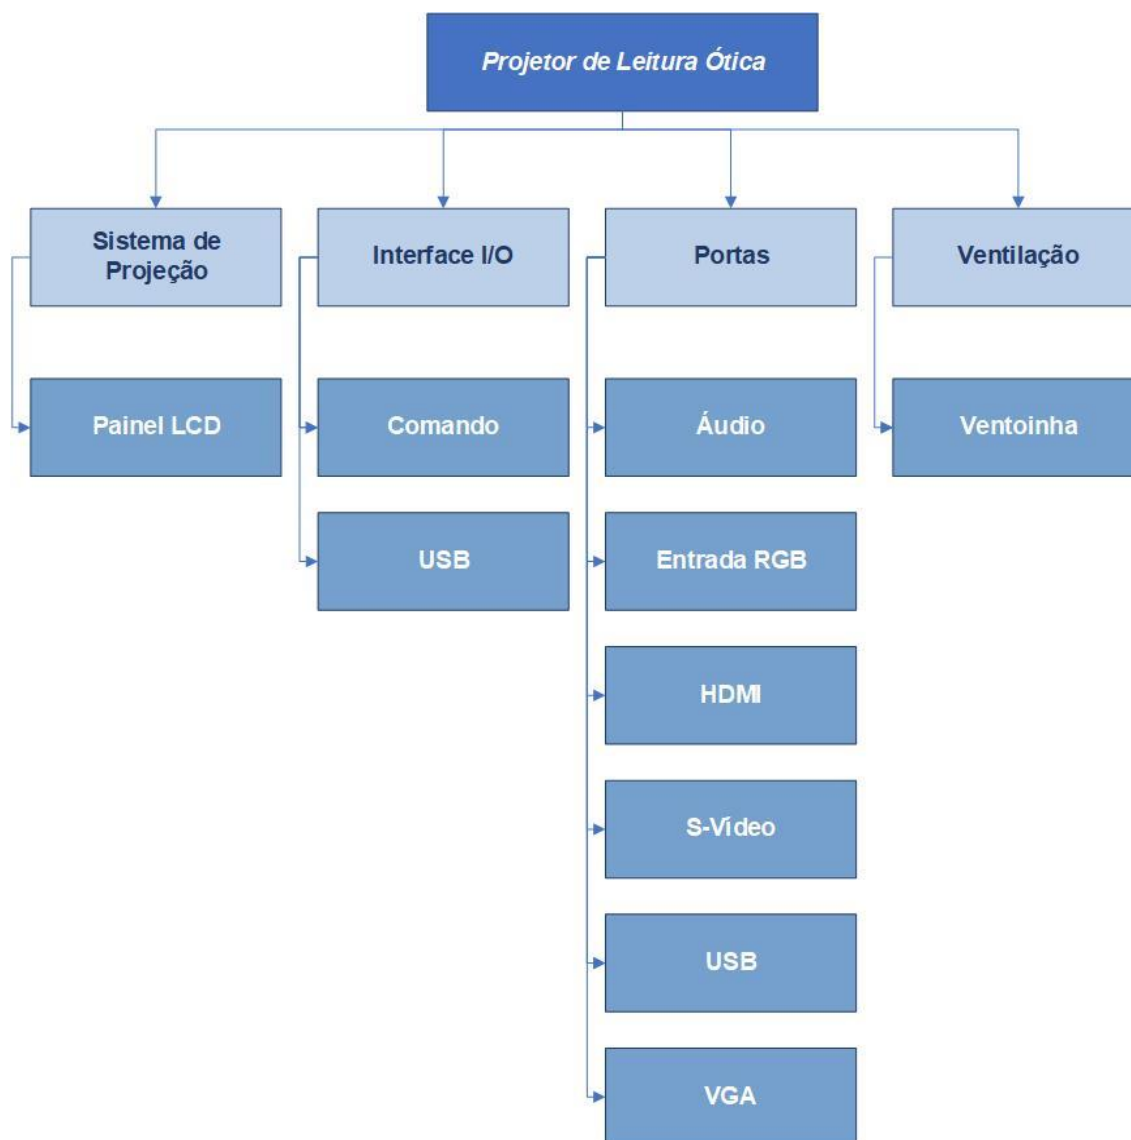 Projetor de Leitura Ótica
Sistema de
Projeção
Interface I/O
Portas
Ventilação
Painel LCD
Comando
Áudio
Ventoinha
USB
Entrada RGB
HDMI
S-Vídeo
USB
VGA